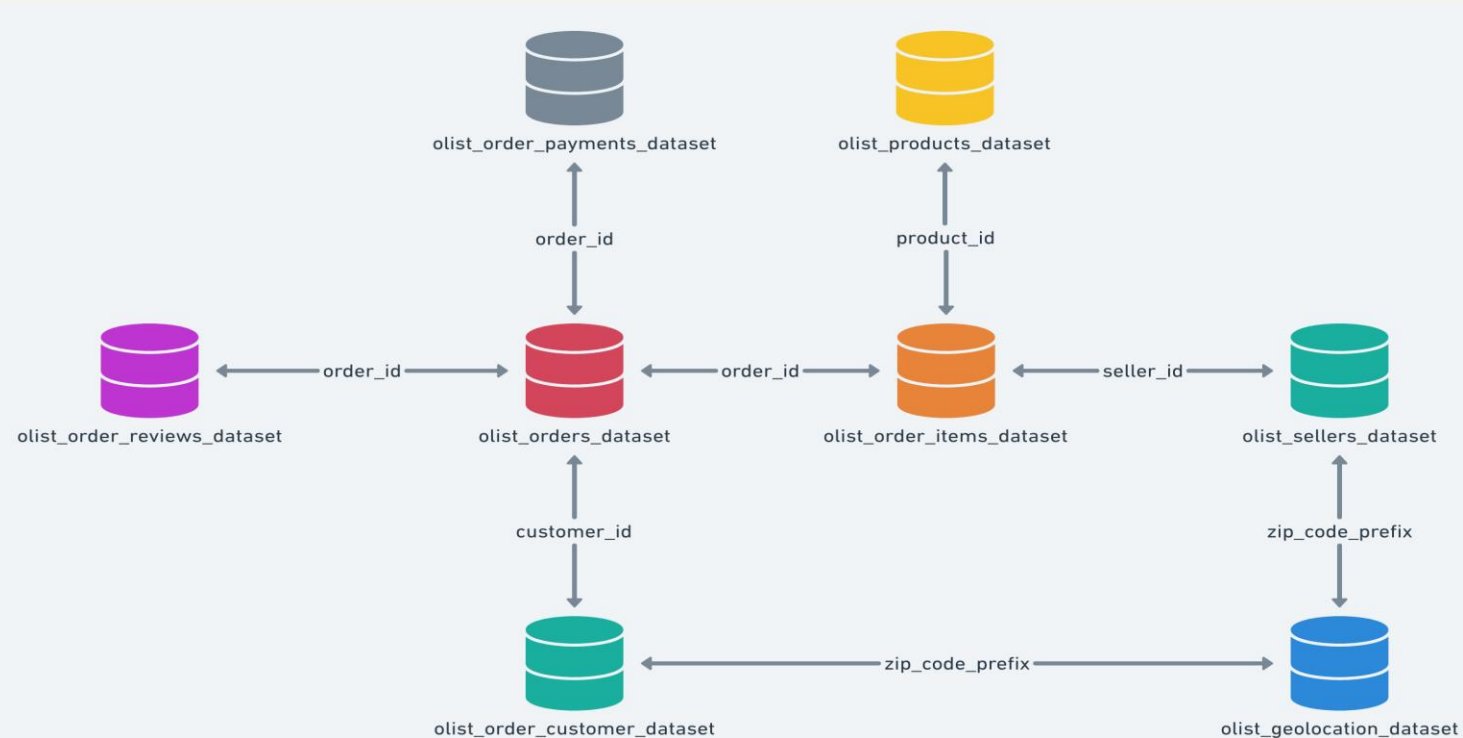 olist_order_payments_dataset
olist_products_dataset
order_id
product_id
order_id
order_id
seller_id
olist_order_reviews_dataset
olist_orders_dataset
olist_order_items_dataset
olist_sellers_dataset
customer_id
zip_code_prefix
zip_code_prefix
olist_order_customer_dataset
olist_geolocation_dataset